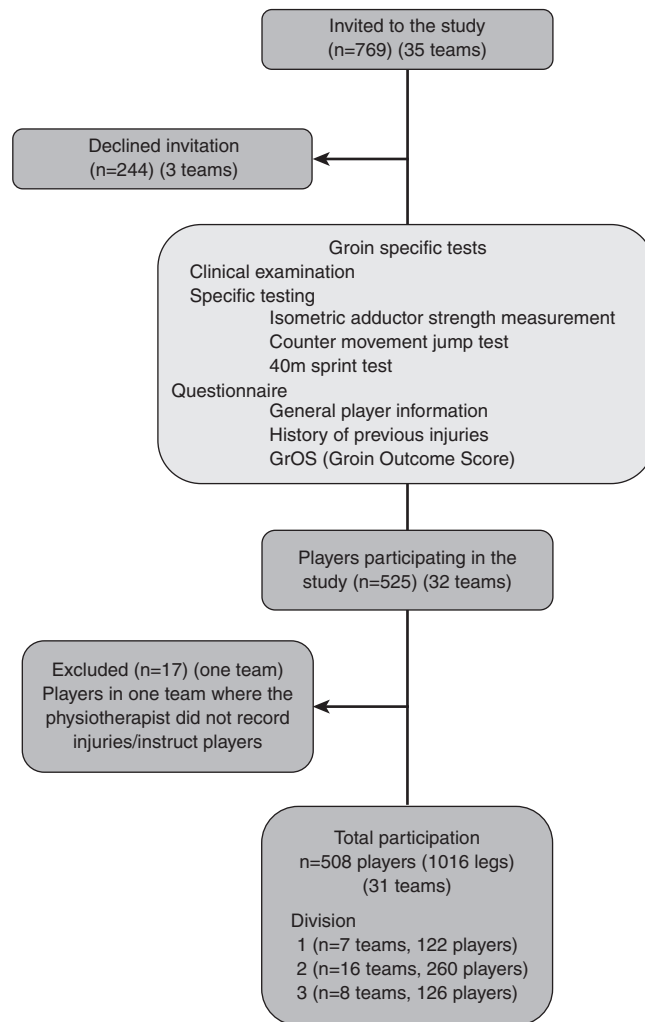 Invited to the study
(n=769) (35 teams)
Declined invitation
(n=244) (3 teams)
Groin specific tests
Clinical examination
Specific testing
Isometric adductor strength measurement
Counter movement jump test
40m sprint test
Questionnaire
General player information
History of previous injuries
GrOS (Groin Outcome Score)
Players participating in the
study (n=525) (32 teams)
Excluded (n=17) (one team)
Players in one team where the
physiotherapist did not record
injuries/instruct players
Total participation
n=508 players (1016 legs)
(31 teams)
Division
1 (n=7 teams, 122 players)
2 (n=16 teams, 260 players)
3 (n=8 teams, 126 players)